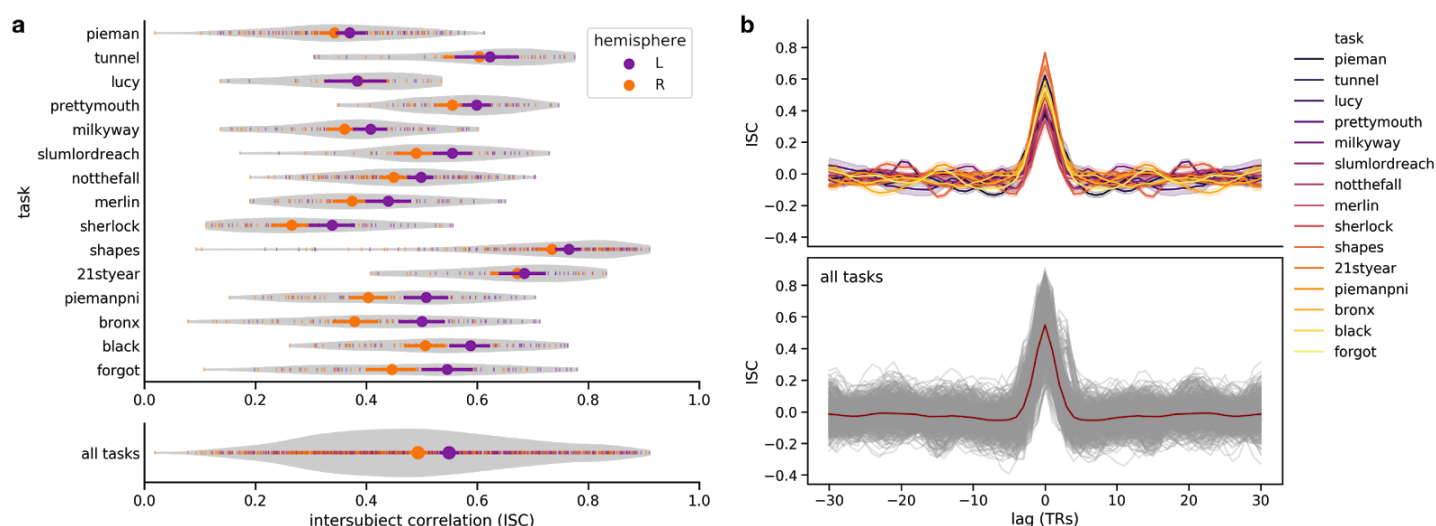 a
task
pieman
tunnel
lucy
prettymouth
milkyway
slumlordreach
notthefall
merlin
sherlock
shapes
21styear
piemanpni
bronx
black
forgot
hemisphere
L
R
0.0 0.2 0.4 0.6 0.8 1.0
all tasks
0.0 0.2 0.4 0.6 0.8 1.0
intersubject correlation (ISC)
b
ISC
0.8
0.6
0.4
0.2
0.0
−0.2
−0.4
all tasks
ISC
0.8
0.6
0.4
0.2
0.0
−0.2
−0.4
−30 −20 −10 0 10 20 30
lag (TRs)
task
pieman
tunnel
lucy
prettymouth
milkyway
slumlordreach
notthefall
merlin
sherlock
shapes
21styear
piemanpni
bronx
black
forgot